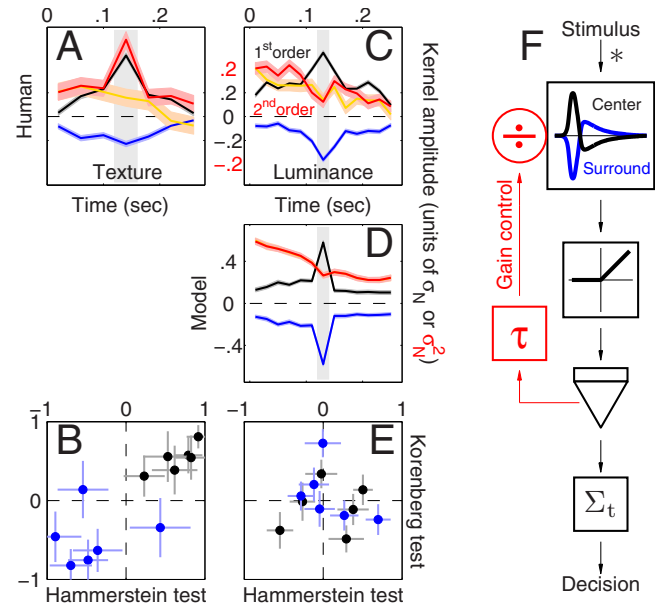 0 .1 .2
0 .1 .2
A
C
F
Stimulus
*
1st order
2nd order
Human
.2
.2
0
-.2
-.2
Texture
Luminance
Time (sec)
Time (sec)
Kernel amplitude (units of σN or σN2)
÷
Center
Surround
Gain control
τ
D
Model
.4
0
-.4
-1 0 1
-1 0 1
B
E
1
0
-1
Korenberg test
Hammerstein test
Hammerstein test
Σt
Decision